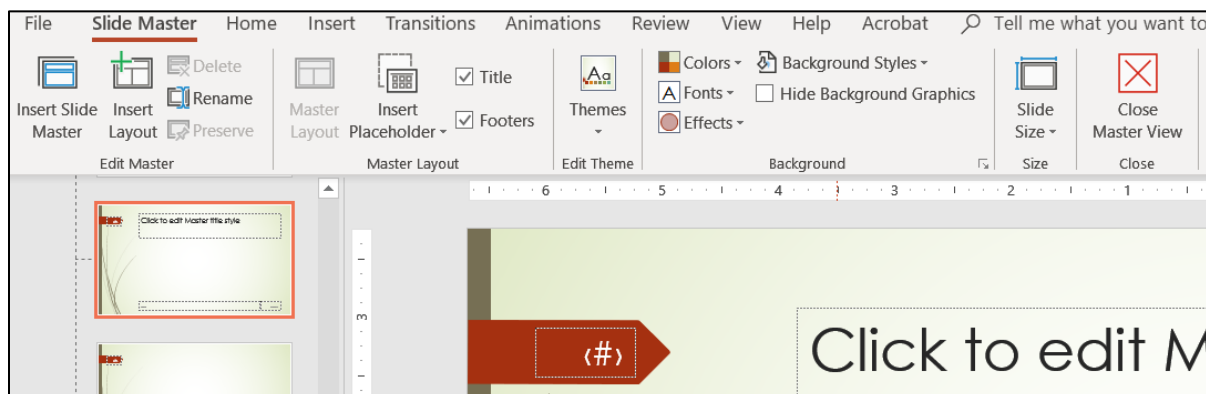 File Slide Master Home Insert Transitions Animations Review View Help Acrobat Tell me what you want to
Insert Slide Master
Insert Layout
Delete
Rename
Preserve
Edit Master
Master Layout
Insert Placeholder
Title
Footers
Master Layout
Aa
Themes
Edit Theme
Colors
A Fonts
Effects
Background Styles
Hide Background Graphics
Background
Slide Size
Size
Close Master View
Close
6 5 4 3 2 1
Click to edit Master title style
3
‹#›
Click to edit M